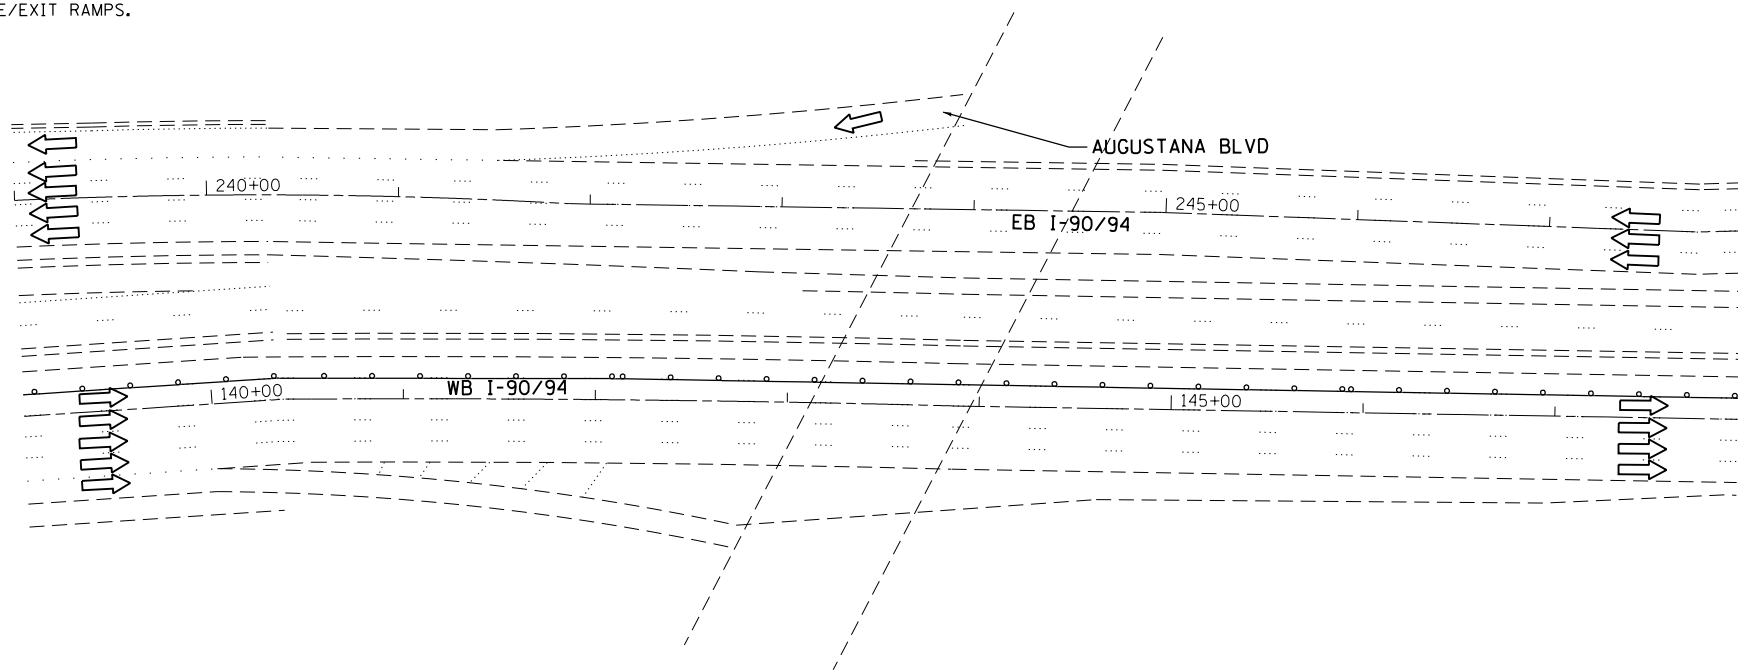 E/EXIT RAMPS.
AUGUSTANA BLVD
240+00
245+00
EB I-90/94
WB I-90/94
140+00
145+00